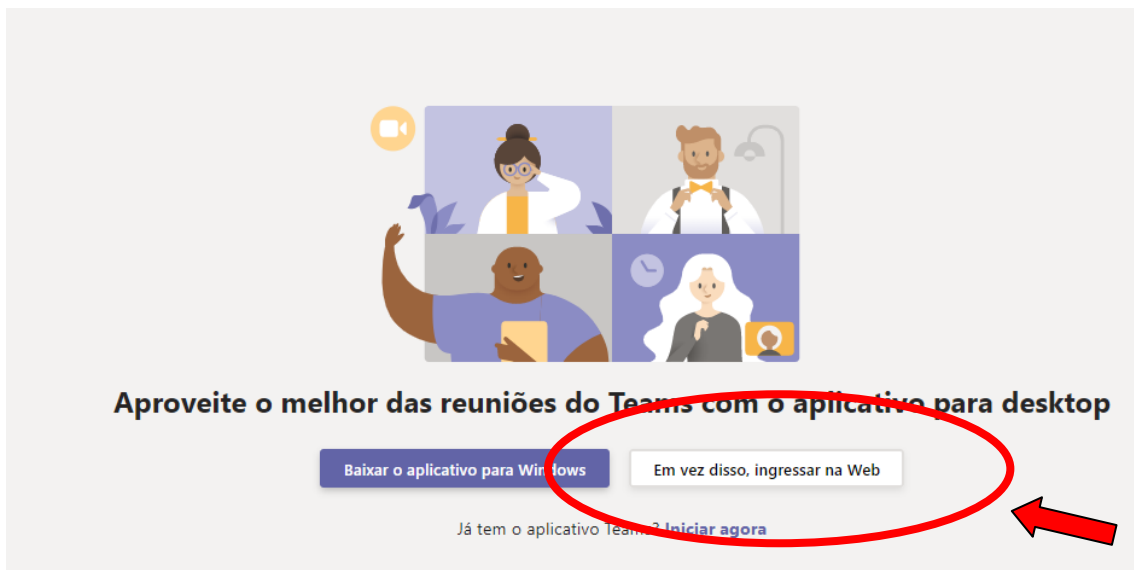 Aproveite o melhor das reuniões do Teams com o aplicativo para desktop
Baixar o aplicativo para Windows
Em vez disso, ingressar na Web
Já tem o aplicativo Teams? Iniciar agora